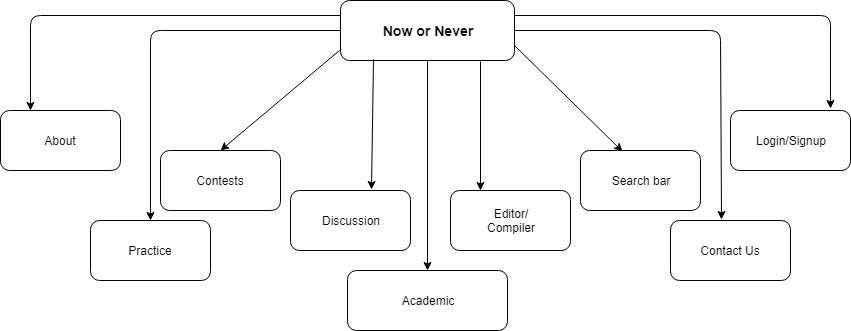 Now or Never
About
Login/Signup
Contests
Search bar
Discussion
Editor/
Compiler
Practice
Contact Us
Academic